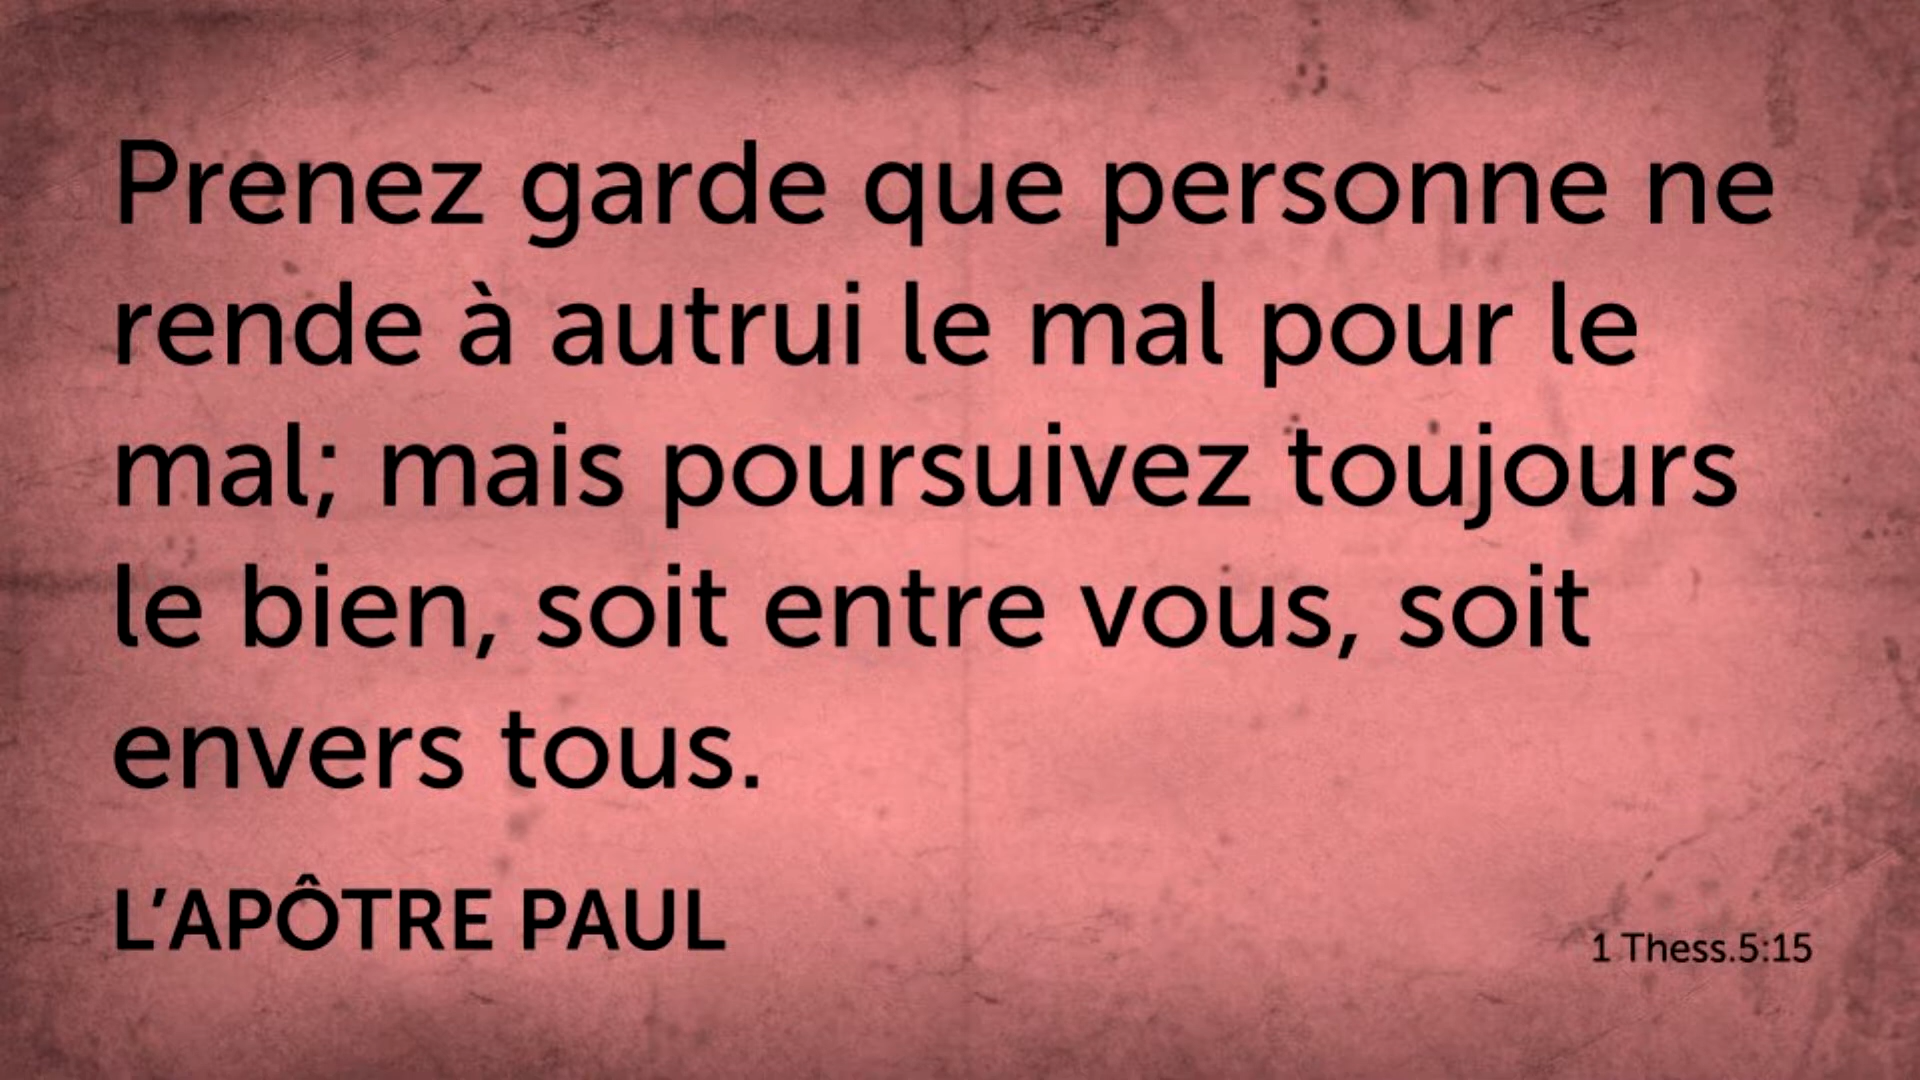 Prenez garde que personne ne
rende à autrui le mal pour le
mal; mais poursuivez toujours
le bien, soit entre vous, soit
envers tous.
L’APÔTRE PAUL
1 Thess.5:15